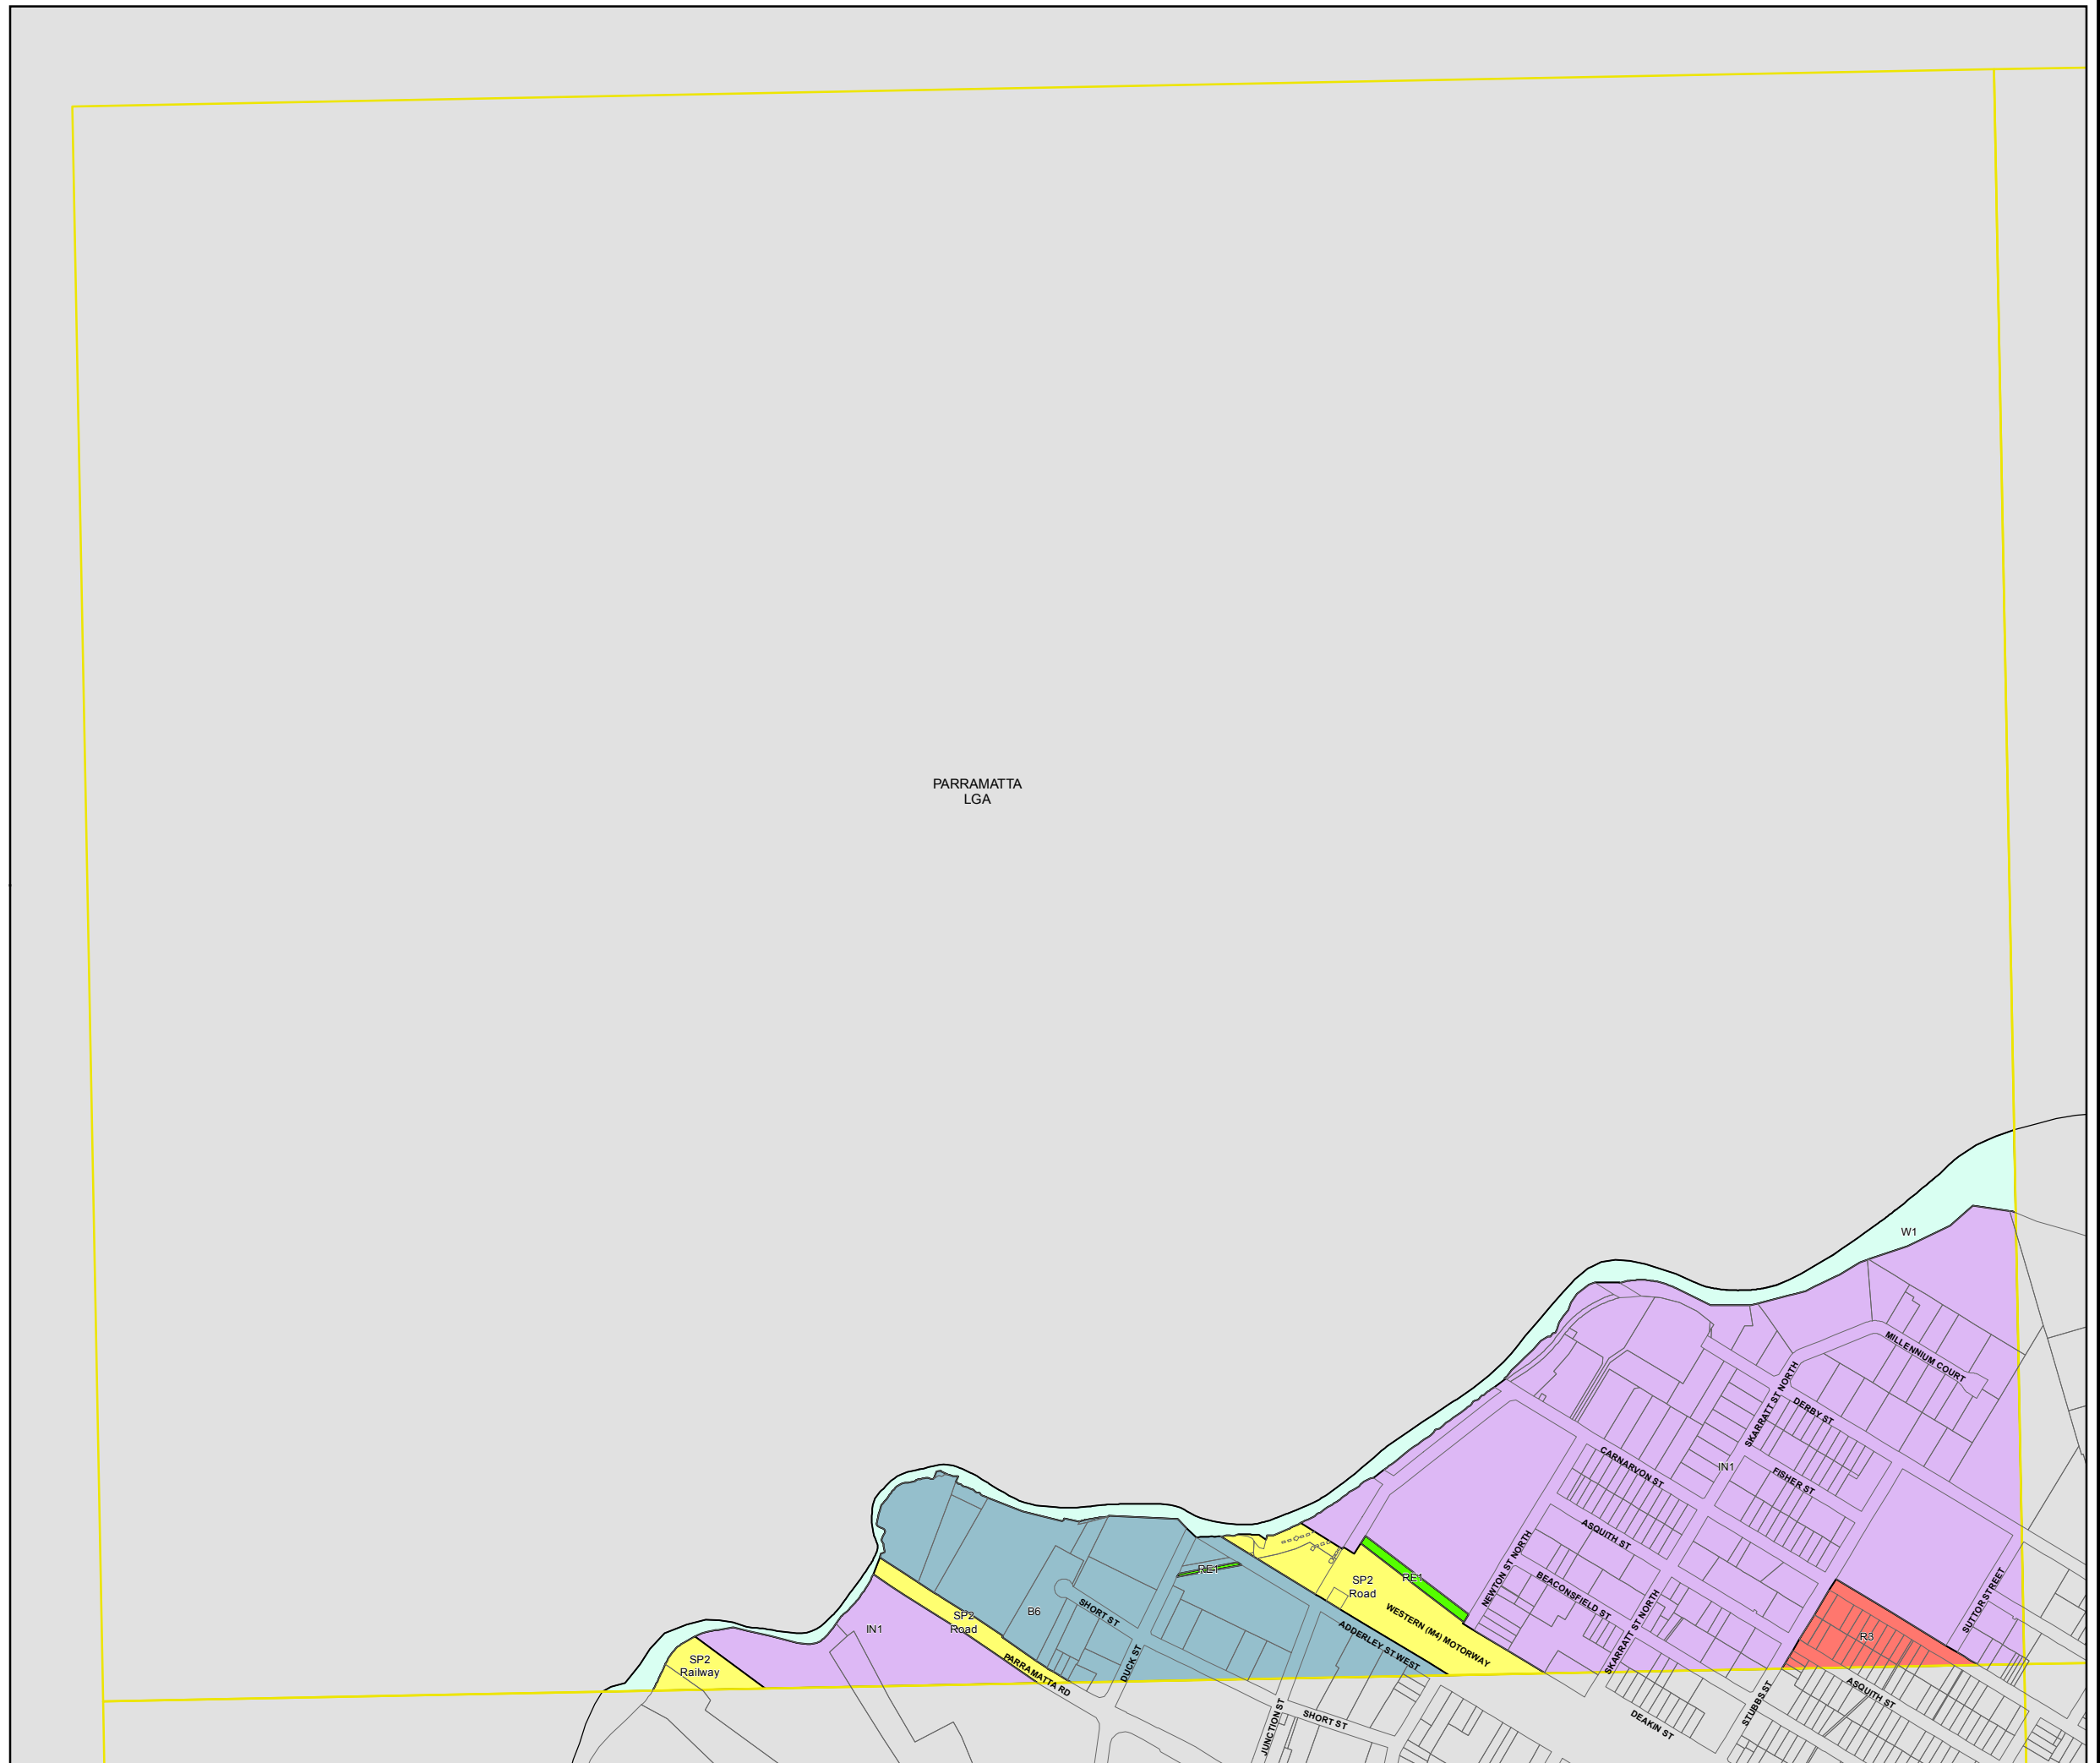 PARRAMATTA
LGA
W1
MILLENNIUM COURT
SKARRATT ST NORTH
DERBY ST
CARNARVON ST
IN1
FISHER ST
ASQUITH ST
NEWTON ST NORTH
RE1
RE1
SP2
Road
BEACONSFIELD ST
SKARRATT ST NORTH
SUTTOR STREET
B6
SHORT ST
SP2
Road
IN1
WESTERN (M4) MOTORWAY
ADDERLEY ST WEST
R3
SP2
Railway
PARRAMATTA RD
DUCK ST
JUNCTION ST
SHORT ST
DEAKIN ST
STUBBS ST
ASQUITH ST